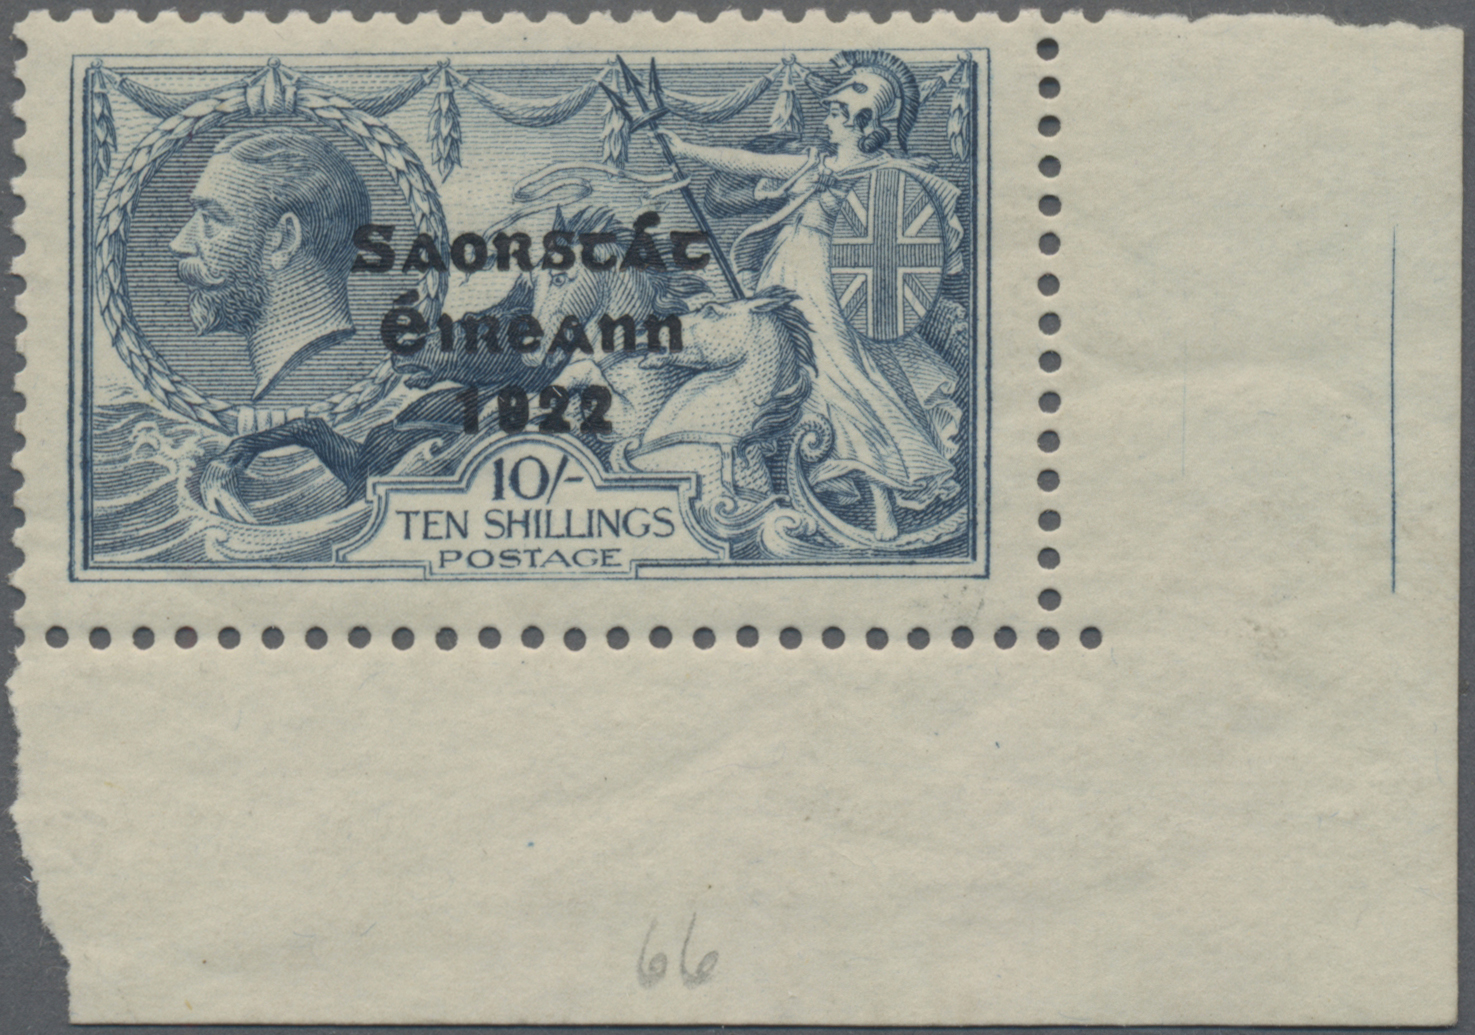 Saorstát
Éireann
1922
10/-
TEN SHILLINGS
POSTAGE
66